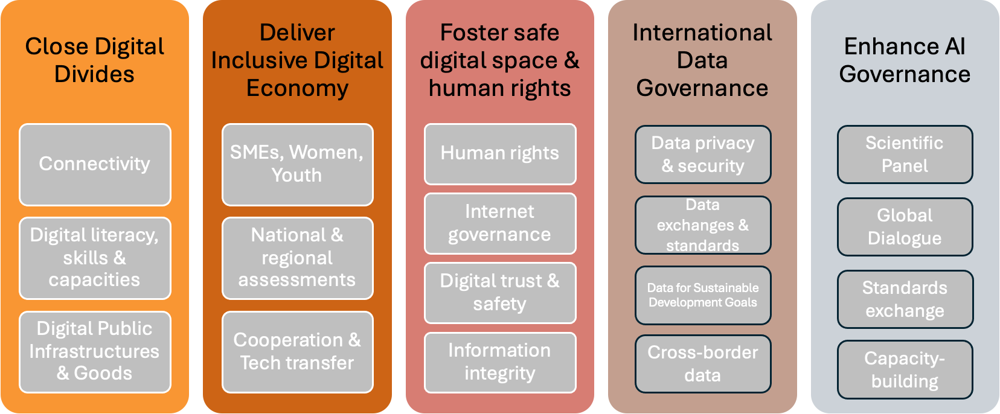 Close Digital
Divides
Connectivity
Digital literacy,
skills &
capacities
Digital Public
Infrastructures
& Goods
Deliver
Inclusive Digital
Economy
SMEs, Women,
Youth
National &
regional
assessments
Cooperation &
Tech transfer
Foster safe
digital space &
human rights
Human rights
Internet
governance
Digital trust &
safety
Information
integrity
International
Data
Governance
Data privacy
& security
Data
exchanges &
standards
Data for Sustainable
Development Goals
Cross-border
data
Enhance AI
Governance
Scientific
Panel
Global
Dialogue
Standards
exchange
Capacity-
building